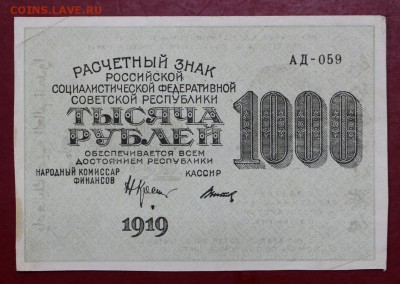 COINS.LAVE.RU
АД-059
РАСЧЕТНЫЙ ЗНАК
РОССИЙСКОЙ
СОЦИАЛИСТИЧЕСКОЙ ФЕДЕРАТИВНОЙ
СОВЕТСКОЙ РЕСПУБЛИКИ
ТЫСЯЧА
РУБЛЕЙ
1000
ОБЕСПЕЧИВАЕТСЯ ВСЕМ
ДОСТОЯНИЕМ РЕСПУБЛИКИ
НАРОДНЫЙ КОМИССАР
ФИНАНСОВ
КАССИР
1919